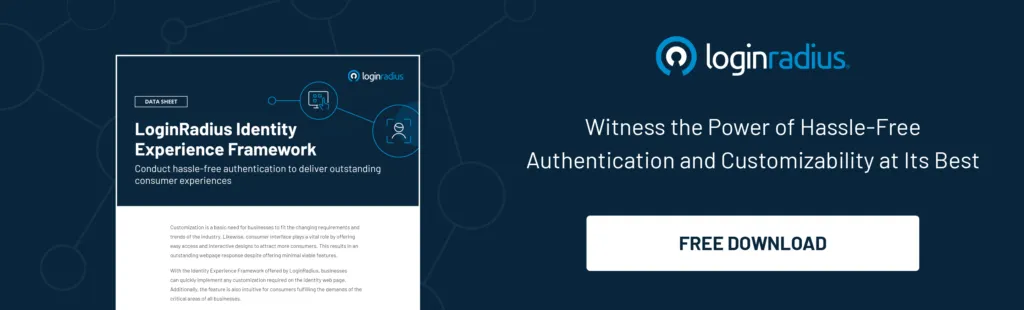 loginradius
DATA SHEET
LoginRadius Identity
Experience Framework
Conduct hassle-free authentication to deliver outstanding
consumer experiences
Customization is a basic need for businesses to fit the changing requirements and
trends of the industry. Likewise, consumer interface plays a vital role by offering
easy access and interactive designs to attract more consumers. This results in an
outstanding webpage response despite offering minimal visible features.
With the Identity Experience Framework offered by LoginRadius, businesses
can quickly implement any customization required on the identity web page.
Additionally, the feature is also intuitive for consumers fulfilling the demands of the
critical areas of all businesses.
loginradius
Witness the Power of Hassle-Free
Authentication and Customizability at Its Best
FREE DOWNLOAD